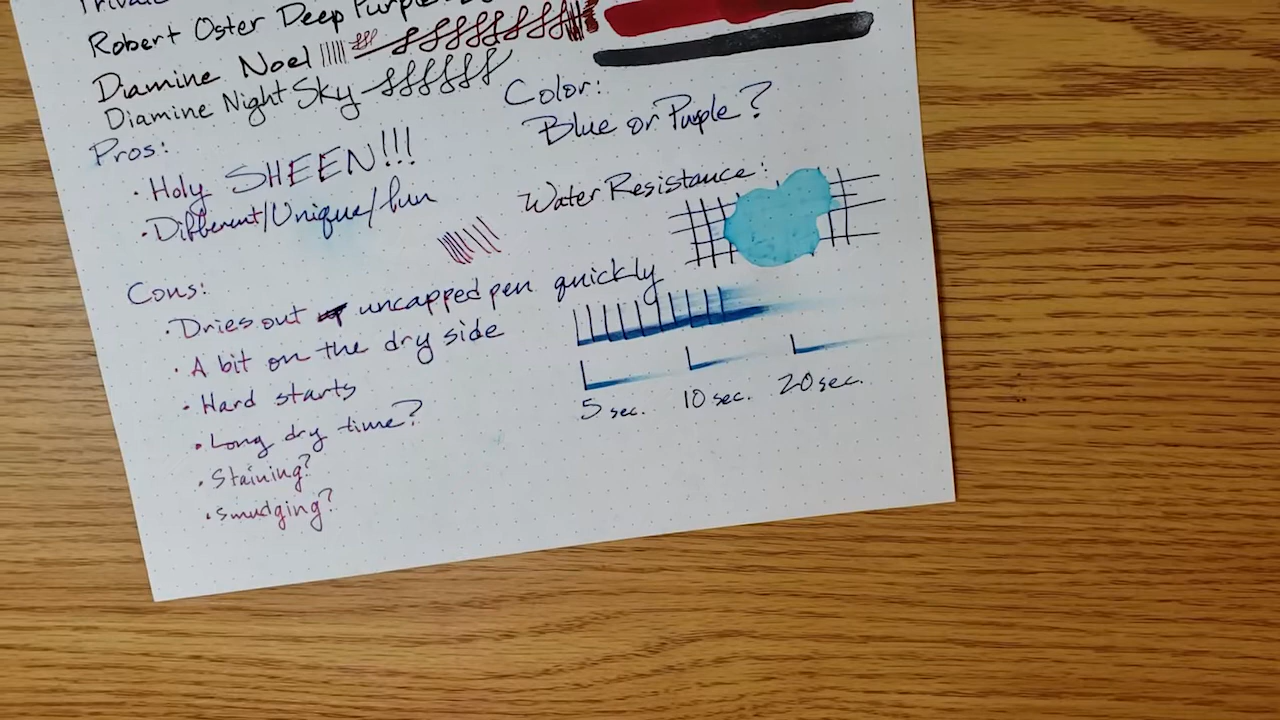 Private
Robert Oster Deep Purple
Diamine Noel
Diamine Night Sky
Pros:
· Holy SHEEN!!!
· Different/Unique/fun
Cons:
· Dries out uncapped pen quickly
· A bit on the dry side
· Hard starts
· Long dry time?
· Staining?
· Smudging?
Color:
Blue or Purple?
Water Resistance:
5 sec. 10 sec. 20 sec.